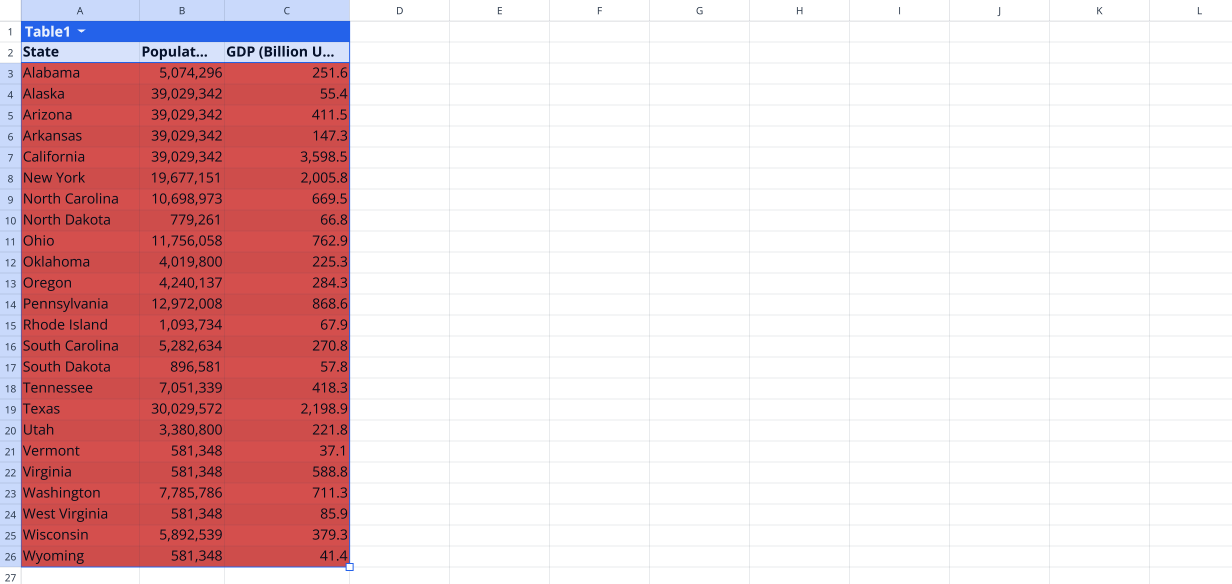 A B C D E F G H I J K L
1 Table1
2 State Populat... GDP (Billion U...
3 Alabama 5,074,296 251.6
4 Alaska 39,029,342 55.4
5 Arizona 39,029,342 411.5
6 Arkansas 39,029,342 147.3
7 California 39,029,342 3,598.5
8 New York 19,677,151 2,005.8
9 North Carolina 10,698,973 669.5
10 North Dakota 779,261 66.8
11 Ohio 11,756,058 762.9
12 Oklahoma 4,019,800 225.3
13 Oregon 4,240,137 284.3
14 Pennsylvania 12,972,008 868.6
15 Rhode Island 1,093,734 67.9
16 South Carolina 5,282,634 270.8
17 South Dakota 896,581 57.8
18 Tennessee 7,051,339 418.3
19 Texas 30,029,572 2,198.9
20 Utah 3,380,800 221.8
21 Vermont 581,348 37.1
22 Virginia 581,348 588.8
23 Washington 7,785,786 711.3
24 West Virginia 581,348 85.9
25 Wisconsin 5,892,539 379.3
26 Wyoming 581,348 41.4
27